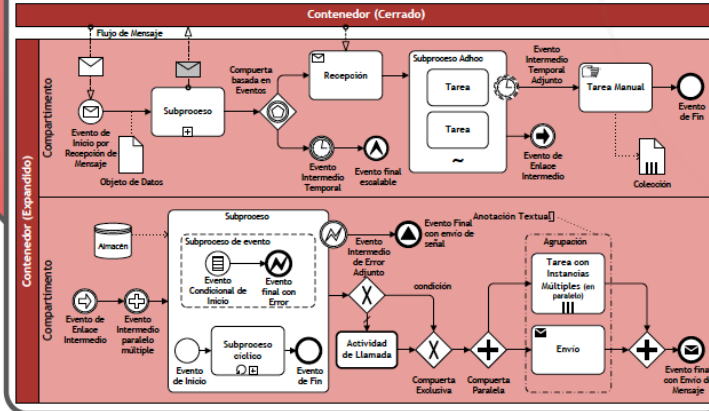 Contenedor (Cerrado)
Flujo de Mensaje
Contenedor (Expandido)
Compartimento
Evento de
Inicio por
Recepción de
Mensaje
Objeto de Datos
Subproceso
Compuerta
basada en
Eventos
Recepción
Evento
Intermedio
Temporal
Evento final
escalable
Subproceso Adhoc
Tarea
Tarea
~
Evento
Intermedio
Temporal
Adjunto
Evento de
Enlace
Intermedio
Tarea Manual
Colección
Evento
de Fin
Compartimento
Almacén
Evento de
Enlace
Intermedio
Evento
Intermedio
paralelo
múltiple
Subproceso
Subproceso de evento
Evento
Condicional de
Inicio
Evento
final con
Error
Evento
de Inicio
Subproceso
cíclico
Evento
de Fin
Evento
Intermedio
de Error
Adjunto
Evento Final
con envío de
señal
condición
Actividad
de Llamada
Compuerta
Exclusiva
Compuerta
Paralela
Anotación Textual
Agrupación
Tarea con
Instancias
Múltiples (en
paralelo)
Envío
Evento final
con Envío de
Mensaje